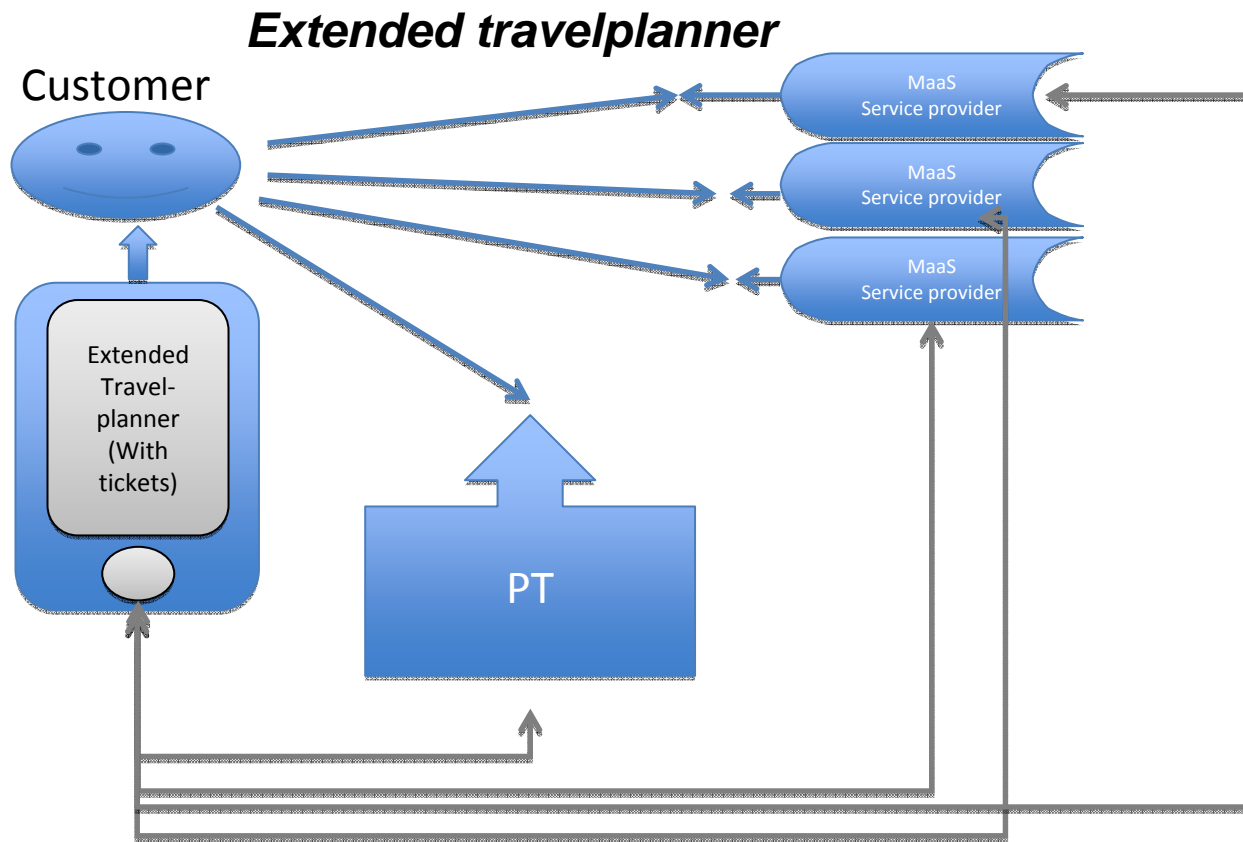 Extended travelplanner
Customer
MaaS
Service provider
MaaS
Service provider
MaaS
Service provider
Extended
Travel-
planner
(With
tickets)
PT